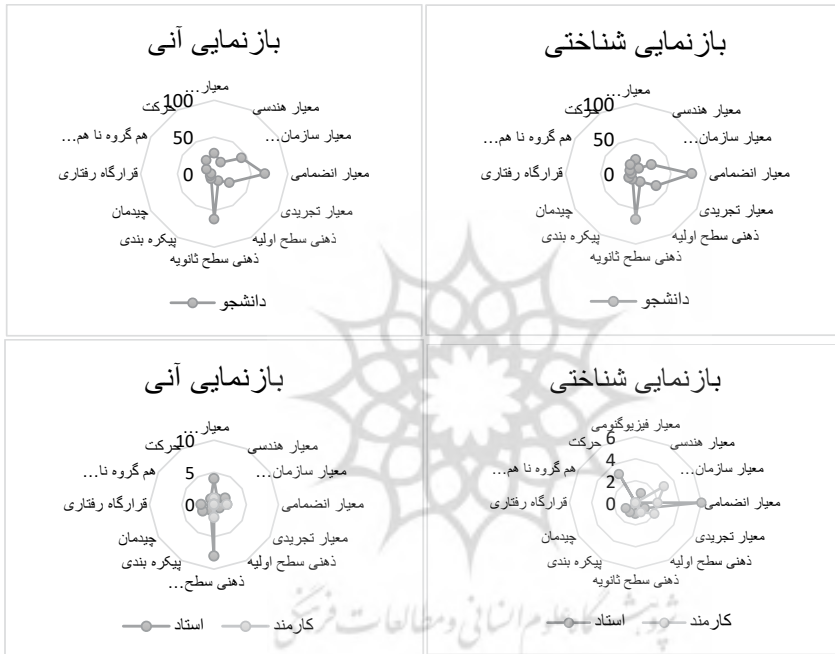 بازنمایی شناختی
معیار...
معیار هندسی
معیار سازمان...
معیار انضمامی
معیار تجریدی
ذهنی سطح اولیه
ذهنی سطح ثانویه
پیکره بندی
چیدمان
قرارگاه رفتاری
هم گروه نا هم...
حرکت
100
50
0
دانشجو
بازنمایی آنی
معیار...
معیار هندسی
معیار سازمان...
معیار انضمامی
معیار تجریدی
ذهنی سطح اولیه
ذهنی سطح ثانویه
پیکره بندی
چیدمان
قرارگاه رفتاری
هم گروه نا هم...
حرکت
100
50
0
دانشجو
بازنمایی شناختی
معیار فیزیوگنومی
معیار هندسی
معیار سازمان...
معیار انضمامی
معیار تجریدی
ذهنی سطح اولیه
ذهنی سطح ثانویه
پیکره بندی
چیدمان
قرارگاه رفتاری
هم گروه نا هم...
حرکت
6
4
2
0
کارمند استاد
بازنمایی آنی
معیار...
معیار هندسی
معیار سازمان...
معیار انضمامی
معیار تجریدی
ذهنی سطح اولیه
ذهنی سطح...
پیکره بندی
چیدمان
قرارگاه رفتاری
هم گروه نا...
حرکت
10
5
0
کارمند استاد
پژوهشگاه علوم انسانی و مطالعات فرهنگی